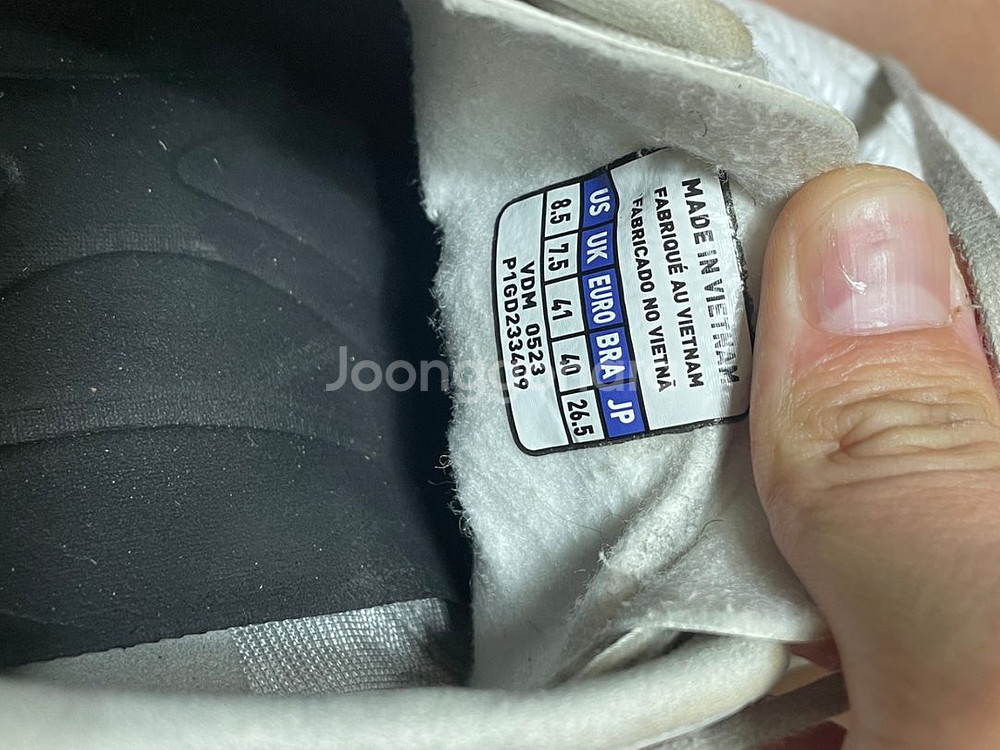 MADE IN VIETNAM
FABRIQUÉ AU VIETNAM
FABRICADO NO VIETNÃ
US UK EURO BRA JP
8.5 7.5 41 40 26.5
VDM 0523
P1GD233409